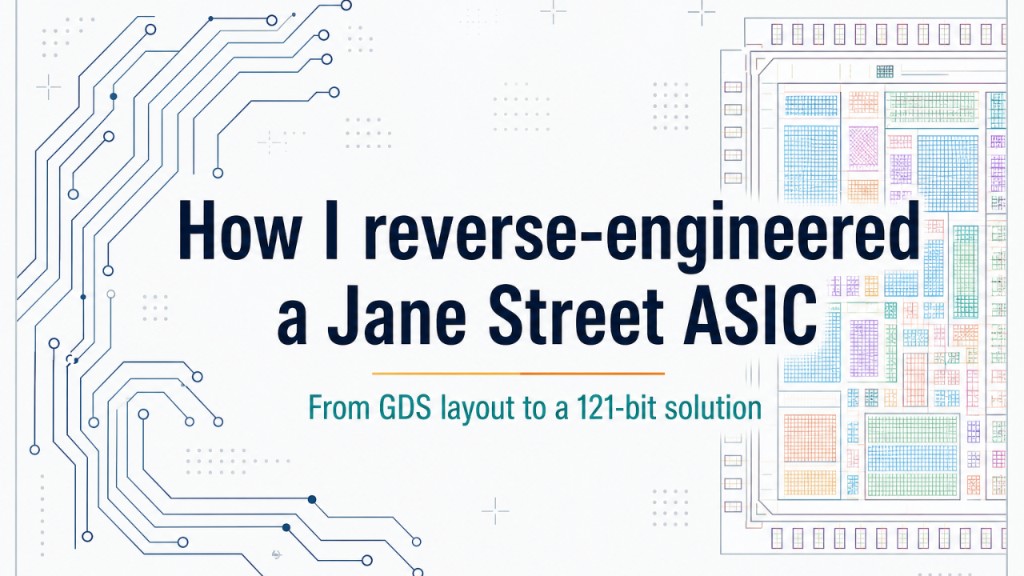 How I reverse-engineered
a Jane Street ASIC
From GDS layout to a 121-bit solution